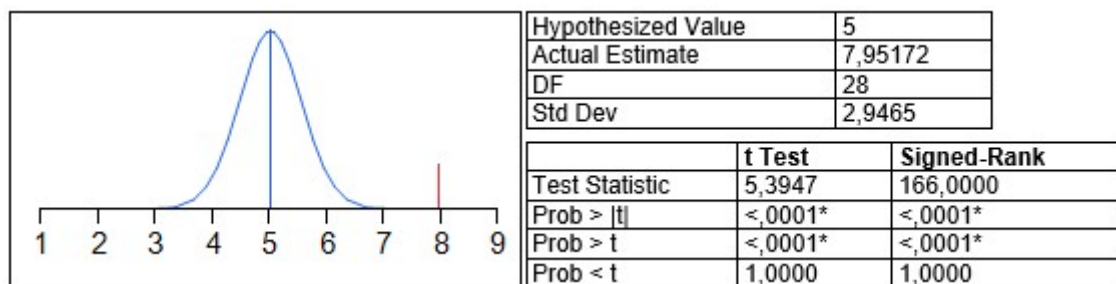 1 2 3 4 5 6 7 8 9
Hypothesized Value 5
Actual Estimate 7,95172
DF 28
Std Dev 2,9465
t Test Signed-Rank
Test Statistic 5,3947 166,0000
Prob > |t| <,0001* <,0001*
Prob > t <,0001* <,0001*
Prob < t 1,0000 1,0000